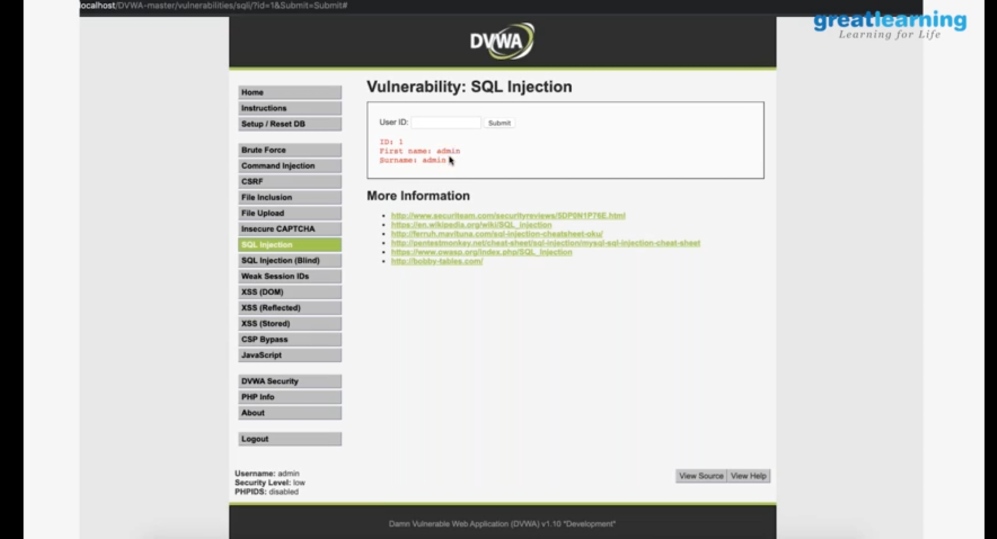 localhost/DVWA-master/vulnerabilities/sqli/?id=1&Submit=Submit#
greatlearning
Learning for Life
DVWA
Vulnerability: SQL Injection
Home
Instructions
Setup / Reset DB
Brute Force
Command Injection
CSRF
File Inclusion
File Upload
Insecure CAPTCHA
SQL Injection
SQL Injection (Blind)
Weak Session IDs
XSS (DOM)
XSS (Reflected)
XSS (Stored)
CSP Bypass
JavaScript
DVWA Security
PHP Info
About
Logout
User ID: Submit
ID: 1
First name: admin
Surname: admin
More Information
http://www.securiteam.com/securityreviews/5DP0N1P76E.html
https://en.wikipedia.org/wiki/SQL_injection
http://ferruh.mavituna.com/sql-injection-cheatsheet-oku/
http://pentestmonkey.net/cheat-sheet/sql-injection/mysql-sql-injection-cheat-sheet
https://www.owasp.org/index.php/SQL_Injection
http://bobby-tables.com/
Username: admin
Security Level: low
PHPIDS: disabled
View Source View Help
Damn Vulnerable Web Application (DVWA) v1.10 *Development*